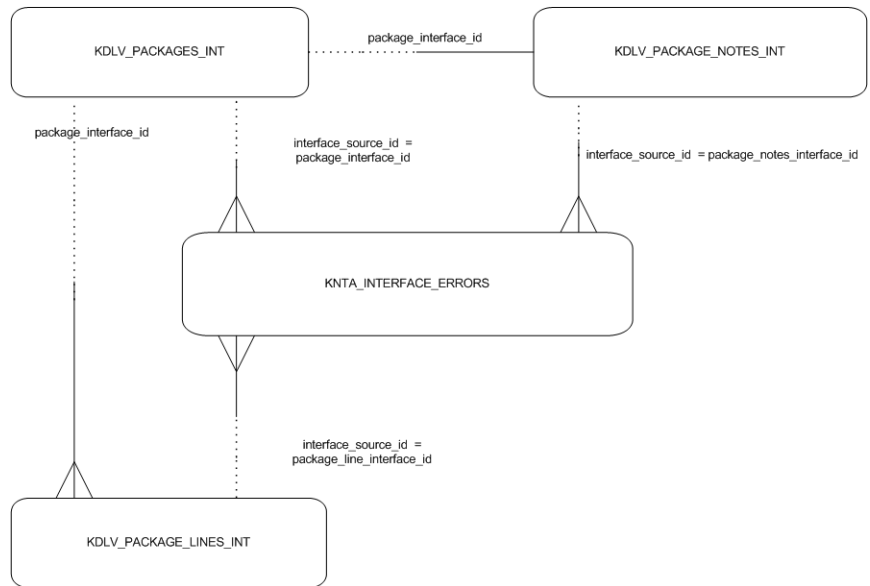 package_interface_id
KDLV_PACKAGES_INT
KDLV_PACKAGE_NOTES_INT
package_interface_id
interface_source_id =
package_interface_id
interface_source_id = package_notes_interface_id
KNTA_INTERFACE_ERRORS
interface_source_id =
package_line_interface_id
KDLV_PACKAGE_LINES_INT